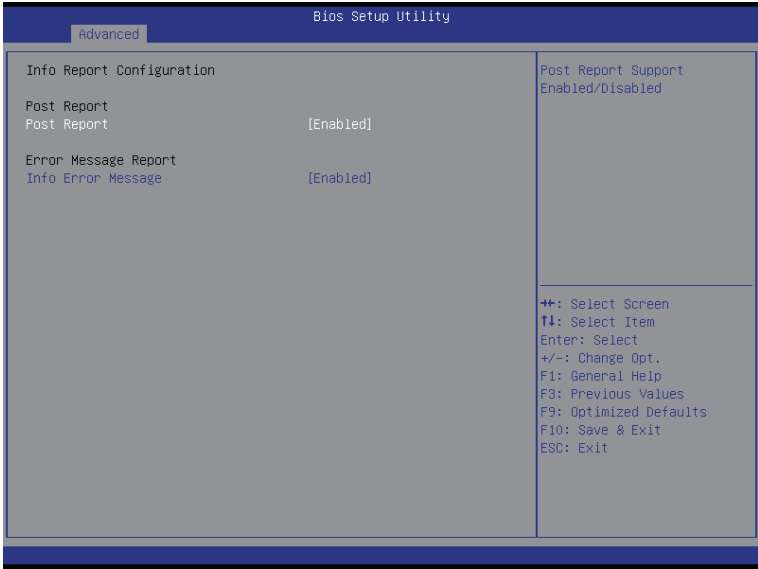 Bios Setup Utility
Advanced
Info Report Configuration
Post Report
Post Report [Enabled]
Error Message Report
Info Error Message [Enabled]
Post Report Support
Enabled/Disabled
→←: Select Screen
↑↓: Select Item
Enter: Select
+/-: Change Opt.
F1: General Help
F3: Previous Values
F9: Optimized Defaults
F10: Save & Exit
ESC: Exit